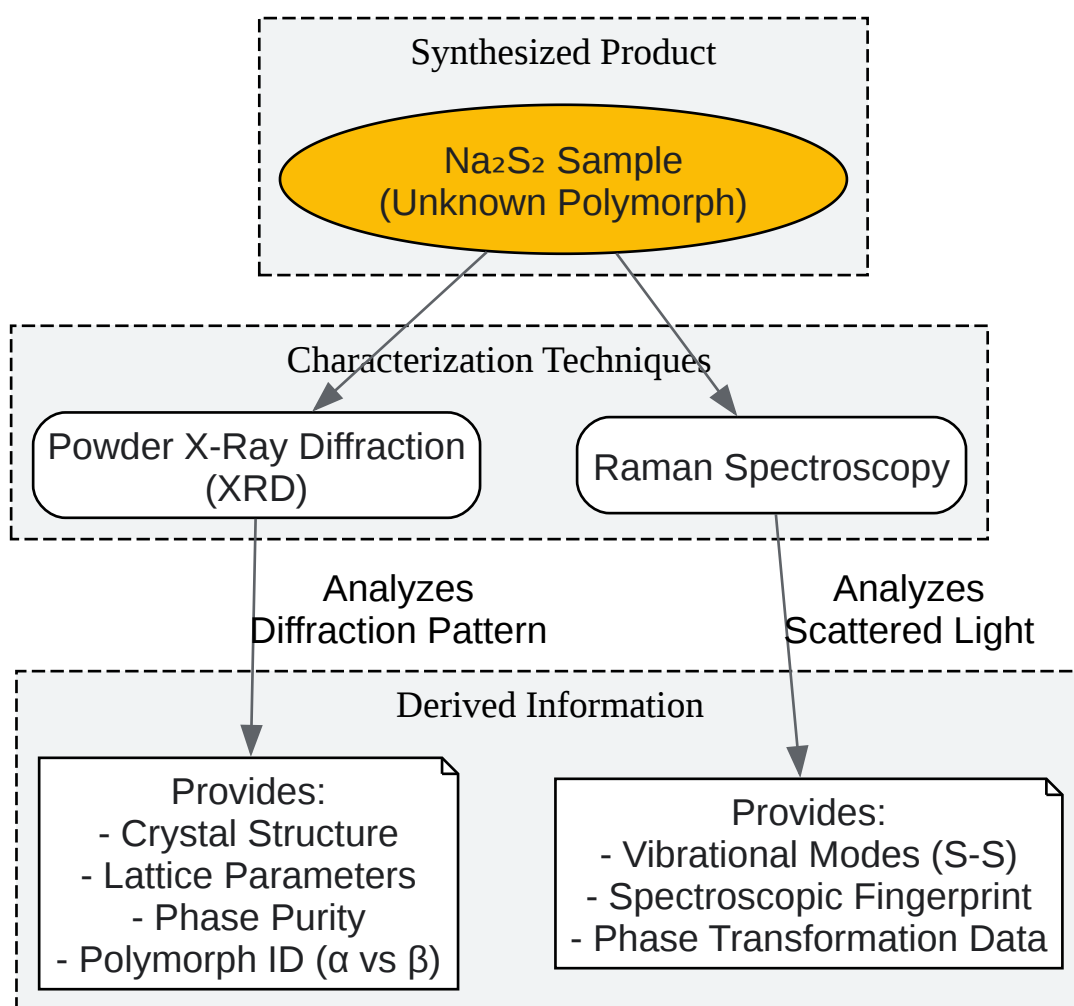 Synthesized Product
Na₂S₂ Sample
(Unknown Polymorph)
Characterization Techniques
Powder X-Ray Diffraction
(XRD)
Raman Spectroscopy
Analyzes
Diffraction Pattern
Analyzes
Scattered Light
Derived Information
Provides:
- Crystal Structure
- Lattice Parameters
- Phase Purity
- Polymorph ID (α vs β)
Provides:
- Vibrational Modes (S-S)
- Spectroscopic Fingerprint
- Phase Transformation Data